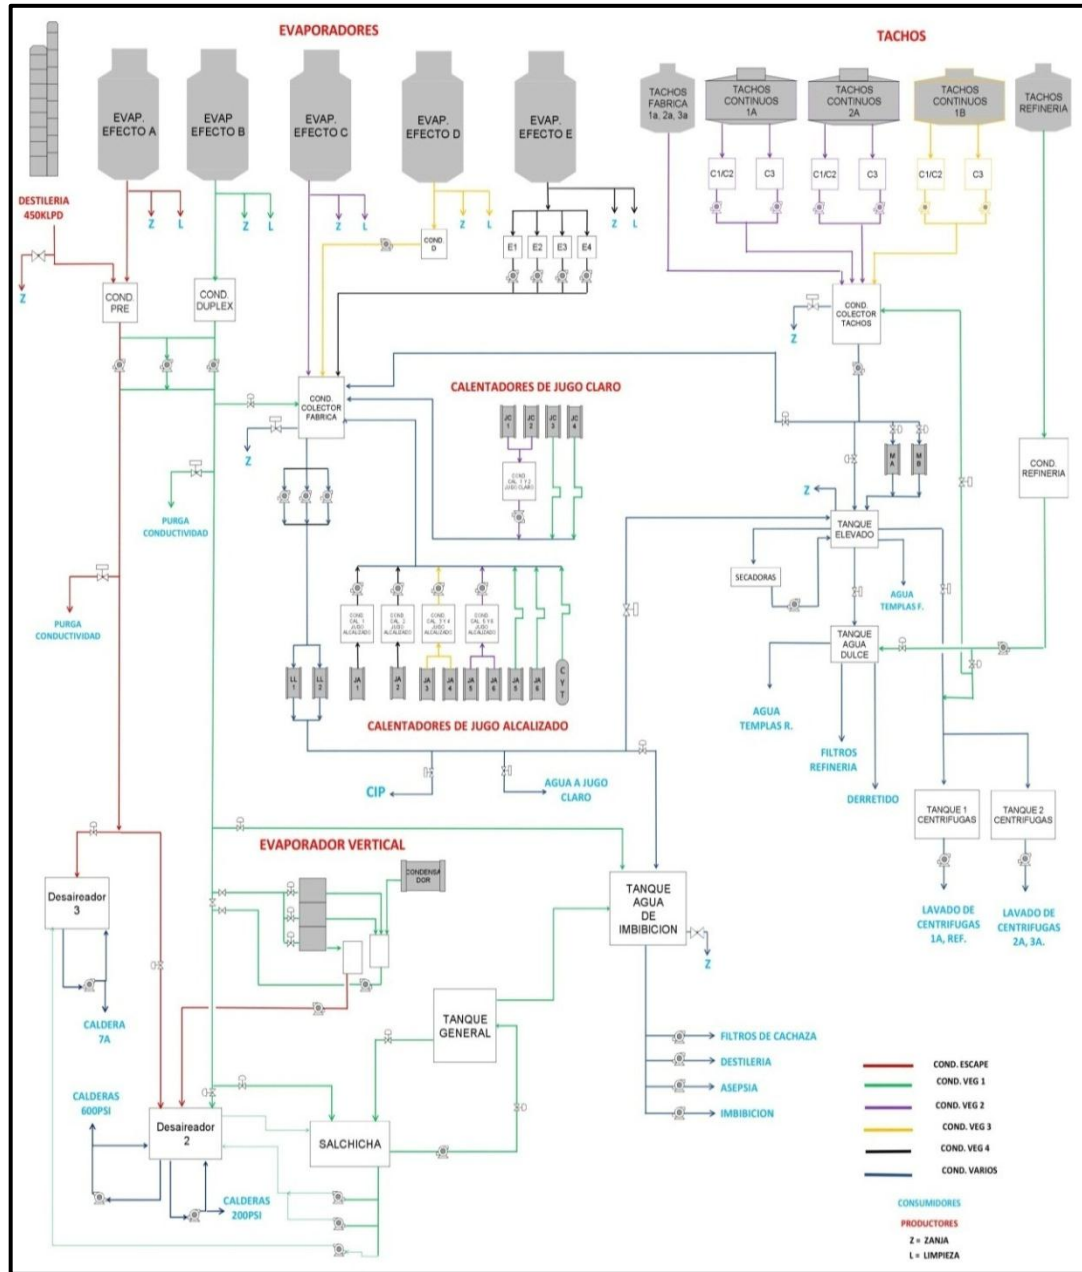 EVAPORADORES
TACHOS
EVAP.
EFECTO A
EVAP
EFECTO B
EVAP.
EFECTO C
EVAP.
EFECTO D
EVAP.
EFECTO E
TACHOS
FABRICA
1a, 2a, 3a
TACHOS
CONTINUOS
1A
TACHOS
CONTINUOS
2A
TACHOS
CONTINUOS
1B
TACHOS
REFINERIA
C1/C2
C3
C1/C2
C3
C1/C2
C3
DESTILERIA
450KLPD
Z
L
Z
L
Z
L
Z
L
Z
L
COND.
D
E1
E2
E3
E4
Z
COND.
PRE
COND.
DUPLEX
COND.
COLECTOR
TACHOS
Z
COND.
COLECTOR
FABRICA
Z
CALENTADORES DE JUGO CLARO
JC
1
JC
2
JC
3
JC
4
COND.
CAL. 1 Y 2
JUGO CLARO
M
A
M
B
COND.
REFINERIA
PURGA
CONDUCTIVIDAD
Z
TANQUE
ELEVADO
SECADORAS
AGUA
TEMPLAS F.
PURGA
CONDUCTIVIDAD
COND.
CAL. 1
JUGO
ALCALIZADO
COND.
CAL. 2
JUGO
ALCALIZADO
COND.
CAL. 3 Y 4
JUGO
ALCALIZADO
COND.
CAL. 5 Y 6
JUGO
ALCALIZADO
TANQUE
AGUA
DULCE
LL
1
LL
2
JA
1
JA
2
JA
3
JA
4
JA
5
JA
6
JA
5
JA
6
C
Y
T
CALENTADORES DE JUGO ALCALIZADO
AGUA
TEMPLAS R.
FILTROS
REFINERIA
DERRETIDO
CIP
AGUA A JUGO
CLARO
TANQUE 1
CENTRIFUGAS
TANQUE 2
CENTRIFUGAS
EVAPORADOR VERTICAL
CONDENSA
DOR
Desaireador
3
TANQUE
AGUA
DE
IMBIBICION
Z
LAVADO DE
CENTRIFUGAS
1A, REF.
LAVADO DE
CENTRIFUGAS
2A, 3A.
CALDERA
7A
TANQUE
GENERAL
FILTROS DE CACHAZA
DESTILERIA
ASEPSIA
IMBIBICION
CALDERAS
600PSI
Desaireador
2
SALCHICHA
CALDERAS
200PSI
COND. ESCAPE
COND. VEG 1
COND. VEG 2
COND. VEG 3
COND. VEG 4
COND. VARIOS
CONSUMIDORES
PRODUCTORES
Z = ZANJA
L = LIMPIEZA